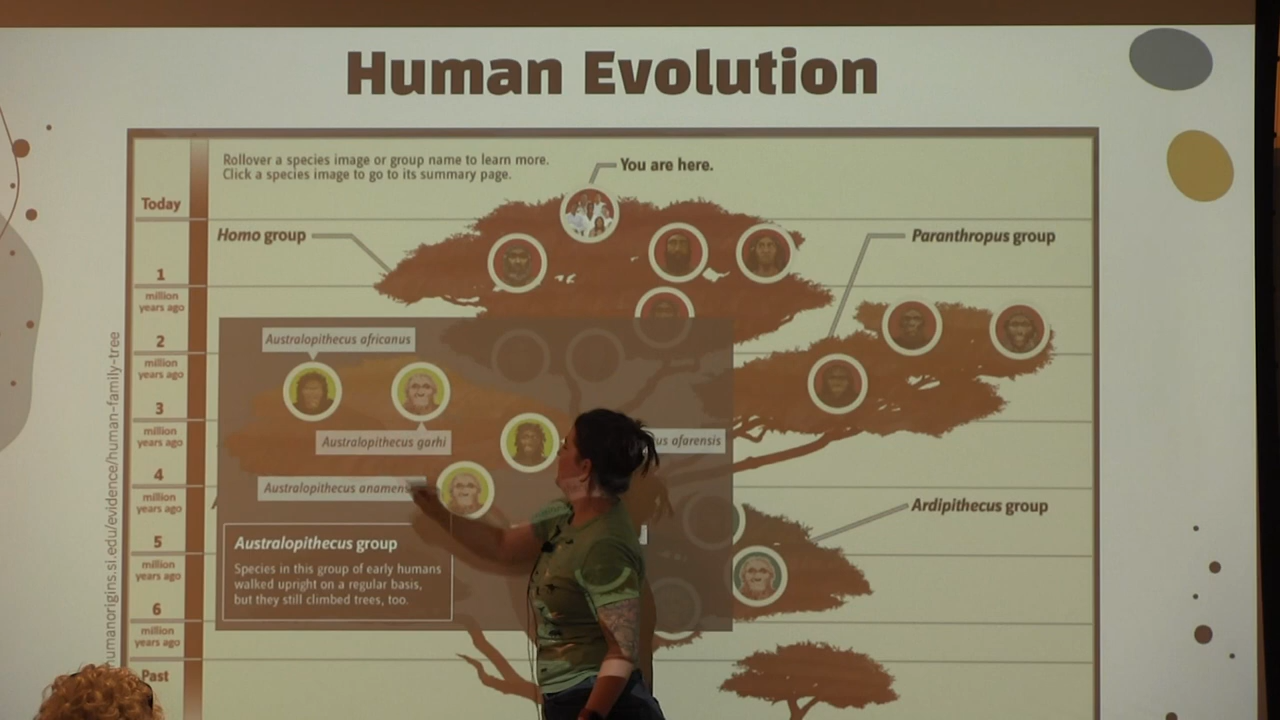 Human Evolution
Rollover a species image or group name to learn more.
Click a species image to go to its summary page.
You are here.
Today
Homo group
Paranthropus group
1
million
years ago
2
million
years ago
3
million
years ago
4
million
years ago
5
million
years ago
6
million
years ago
Past
Australopithecus africanus
Australopithecus garhi
afarensis
Australopithecus
Ardipithecus group
Australopithecus group
Species in this group of early humans
walked upright on a regular basis,
but they still climbed trees, too.
humanorigins.si.edu/evidence/human-family-tree